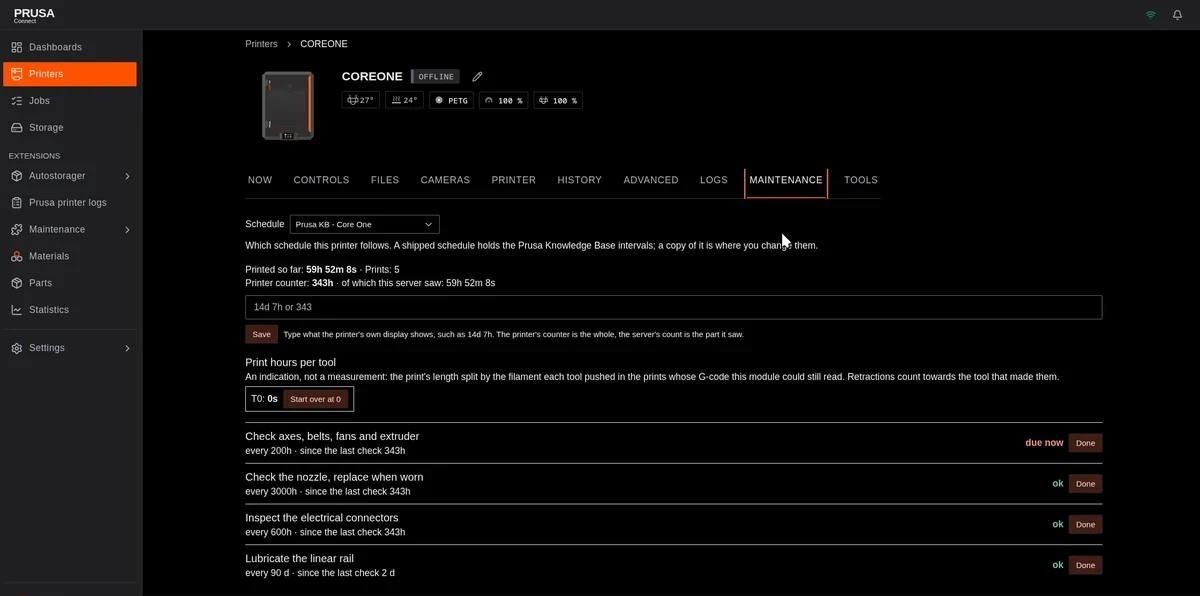 PRUSA
Connect
Dashboards
Printers
Jobs
Storage
EXTENSIONS
Autostorager
Prusa printer logs
Maintenance
Materials
Parts
Statistics
Settings
Printers > COREONE
COREONE OFFLINE
27° 24° PETG 100 % 100 %
NOW CONTROLS FILES CAMERAS PRINTER HISTORY ADVANCED LOGS MAINTENANCE TOOLS
Schedule Prusa KB - Core One
Which schedule this printer follows. A shipped schedule holds the Prusa Knowledge Base intervals; a copy of it is where you change them.
Printed so far: 59h 52m 8s · Prints: 5
Printer counter: 343h · of which this server saw: 59h 52m 8s
14d 7h or 343
Save Type what the printer's own display shows, such as 14d 7h. The printer's counter is the whole, the server's count is the part it saw.
Print hours per tool
An indication, not a measurement: the print's length split by the filament each tool pushed in the prints whose G-code this module could still read. Retractions count towards the tool that made them.
T0: 0s Start over at 0
Check axes, belts, fans and extruder
every 200h · since the last check 343h
due now Done
Check the nozzle, replace when worn
every 3000h · since the last check 343h
ok Done
Inspect the electrical connectors
every 600h · since the last check 343h
ok Done
Lubricate the linear rail
every 90 d · since the last check 2 d
ok Done